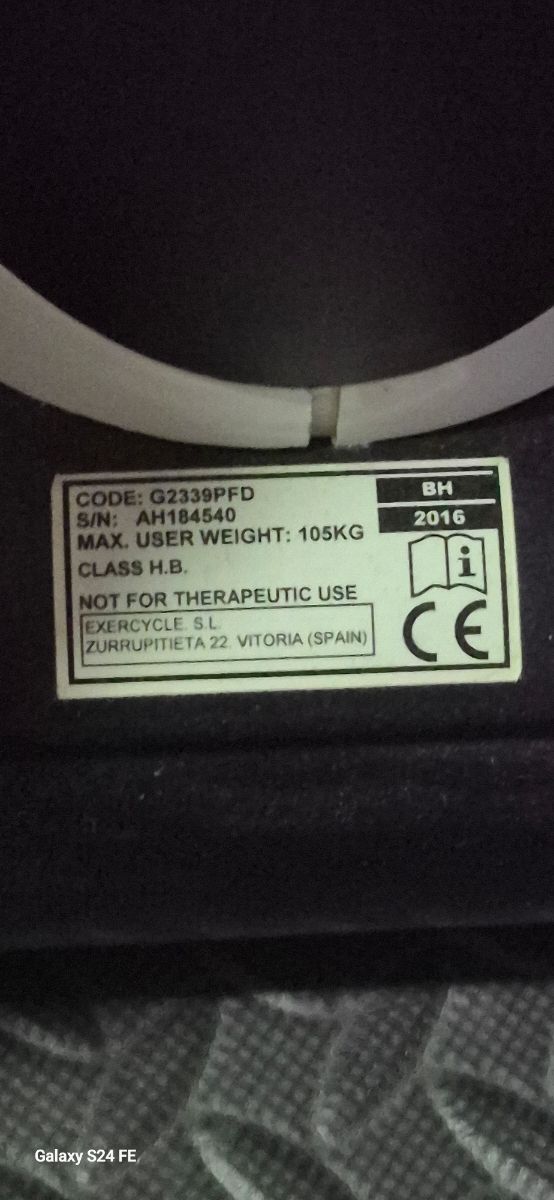 CODE: G2339PFD
S/N: AH184540
MAX. USER WEIGHT: 105KG
CLASS H.B.
NOT FOR THERAPEUTIC USE
EXERCYCLE. S.L.
ZURRUPITIETA 22. VITORIA (SPAIN)
BH
2016
i
CE
Galaxy S24 FE